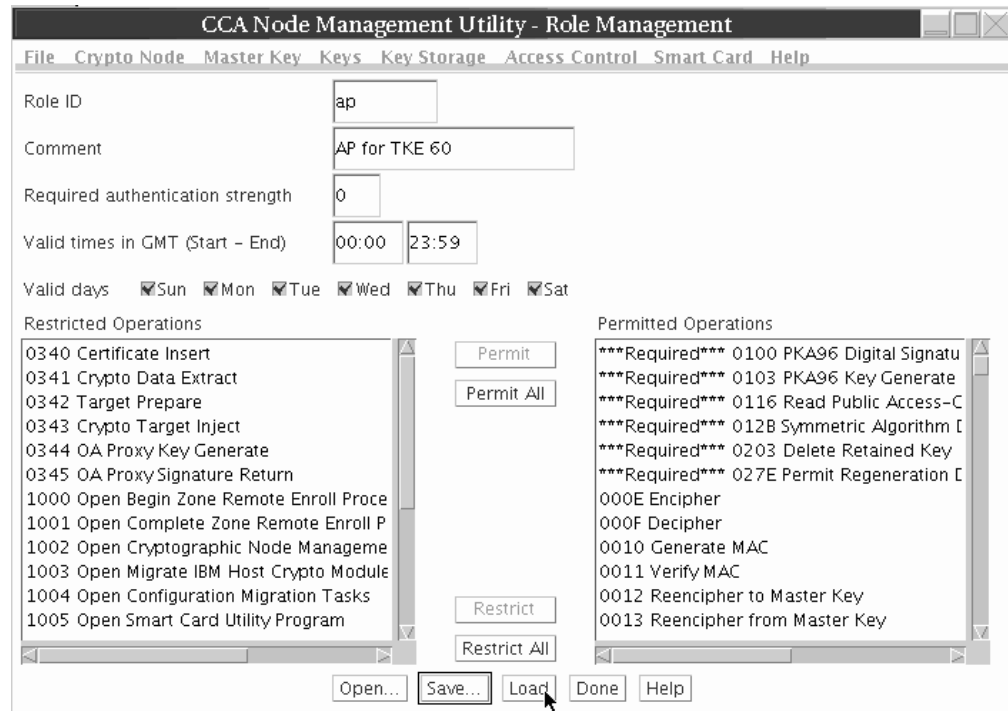 CCA Node Management Utility - Role Management
File Crypto Node Master Key Keys Key Storage Access Control Smart Card Help
Role ID ap
Comment AP for TKE 60
Required authentication strength 0
Valid times in GMT (Start - End) 00:00 23:59
Valid days Sun Mon Tue Wed Thu Fri Sat
Restricted Operations
0340 Certificate Insert
0341 Crypto Data Extract
0342 Target Prepare
0343 Crypto Target Inject
0344 OA Proxy Key Generate
0345 OA Proxy Signature Return
1000 Open Begin Zone Remote Enroll Proce
1001 Open Complete Zone Remote Enroll P
1002 Open Cryptographic Node Manageme
1003 Open Migrate IBM Host Crypto Module
1004 Open Configuration Migration Tasks
1005 Open Smart Card Utility Program
Permit
Permit All
Restrict
Restrict All
Permitted Operations
***Required*** 0100 PKA96 Digital Signatu
***Required*** 0103 PKA96 Key Generate
***Required*** 0116 Read Public Access-C
***Required*** 012B Symmetric Algorithm D
***Required*** 0203 Delete Retained Key
***Required*** 027E Permit Regeneration D
000E Encipher
000F Decipher
0010 Generate MAC
0011 Verify MAC
0012 Reencipher to Master Key
0013 Reencipher from Master Key
Open... Save... Load Done Help